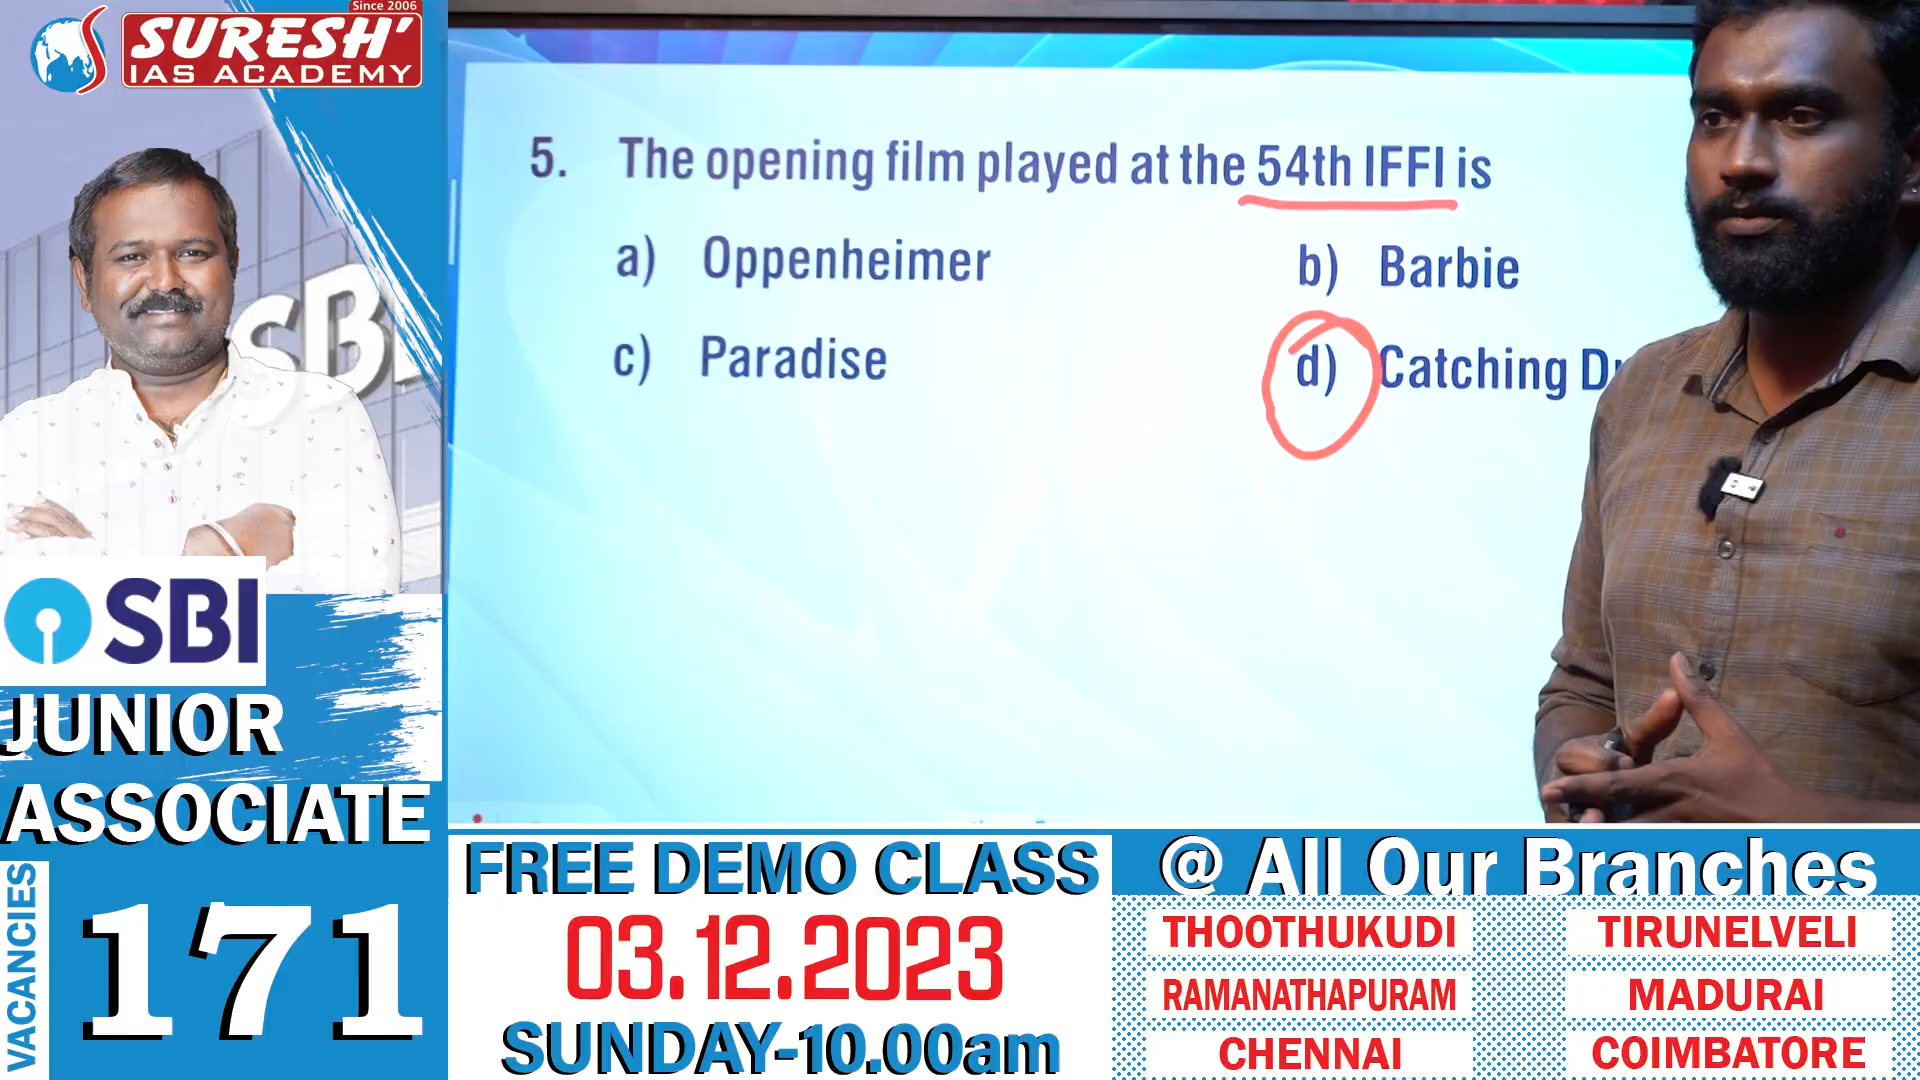 Since 2006
SURESH'
IAS ACADEMY
5. The opening film played at the 54th IFFI is
a) Oppenheimer
b) Barbie
c) Paradise
d) Catching
SBI
SBI
JUNIOR
ASSOCIATE
VACANCIES
171
FREE DEMO CLASS
03.12.2023
SUNDAY-10.00am
@ All Our Branches
THOOTHUKUDI
TIRUNELVELI
RAMANATHAPURAM
MADURAI
CHENNAI
COIMBATORE